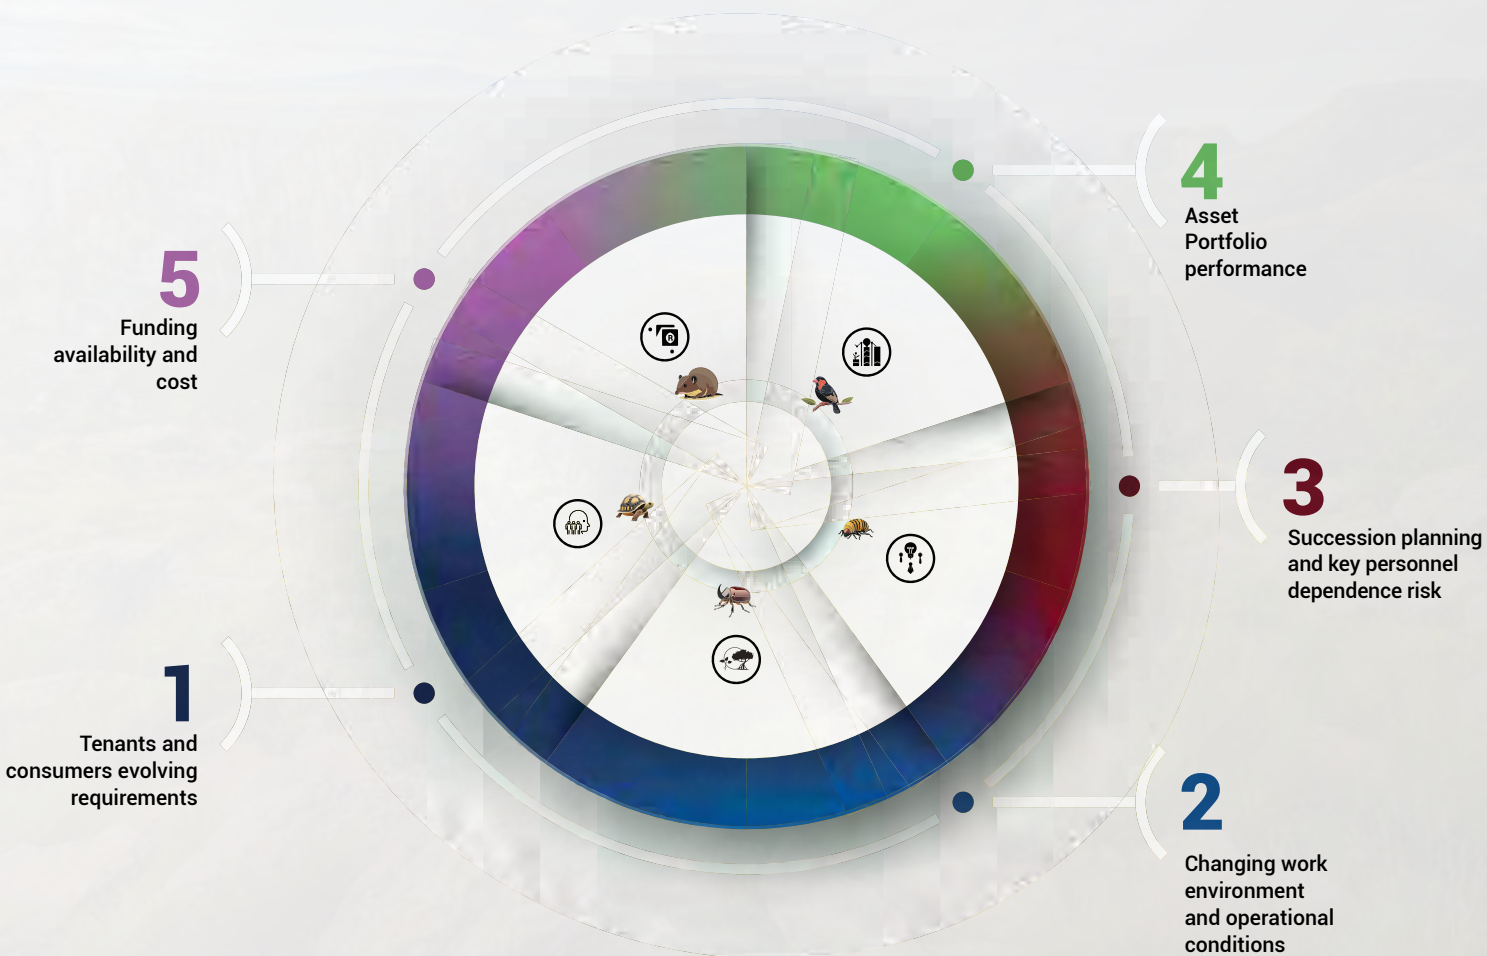 4
Asset
Portfolio
performance
5
Funding
availability and
cost
3
Succession planning
and key personnel
dependence risk
1
Tenants and
consumers evolving
requirements
2
Changing work
environment
and operational
conditions
R